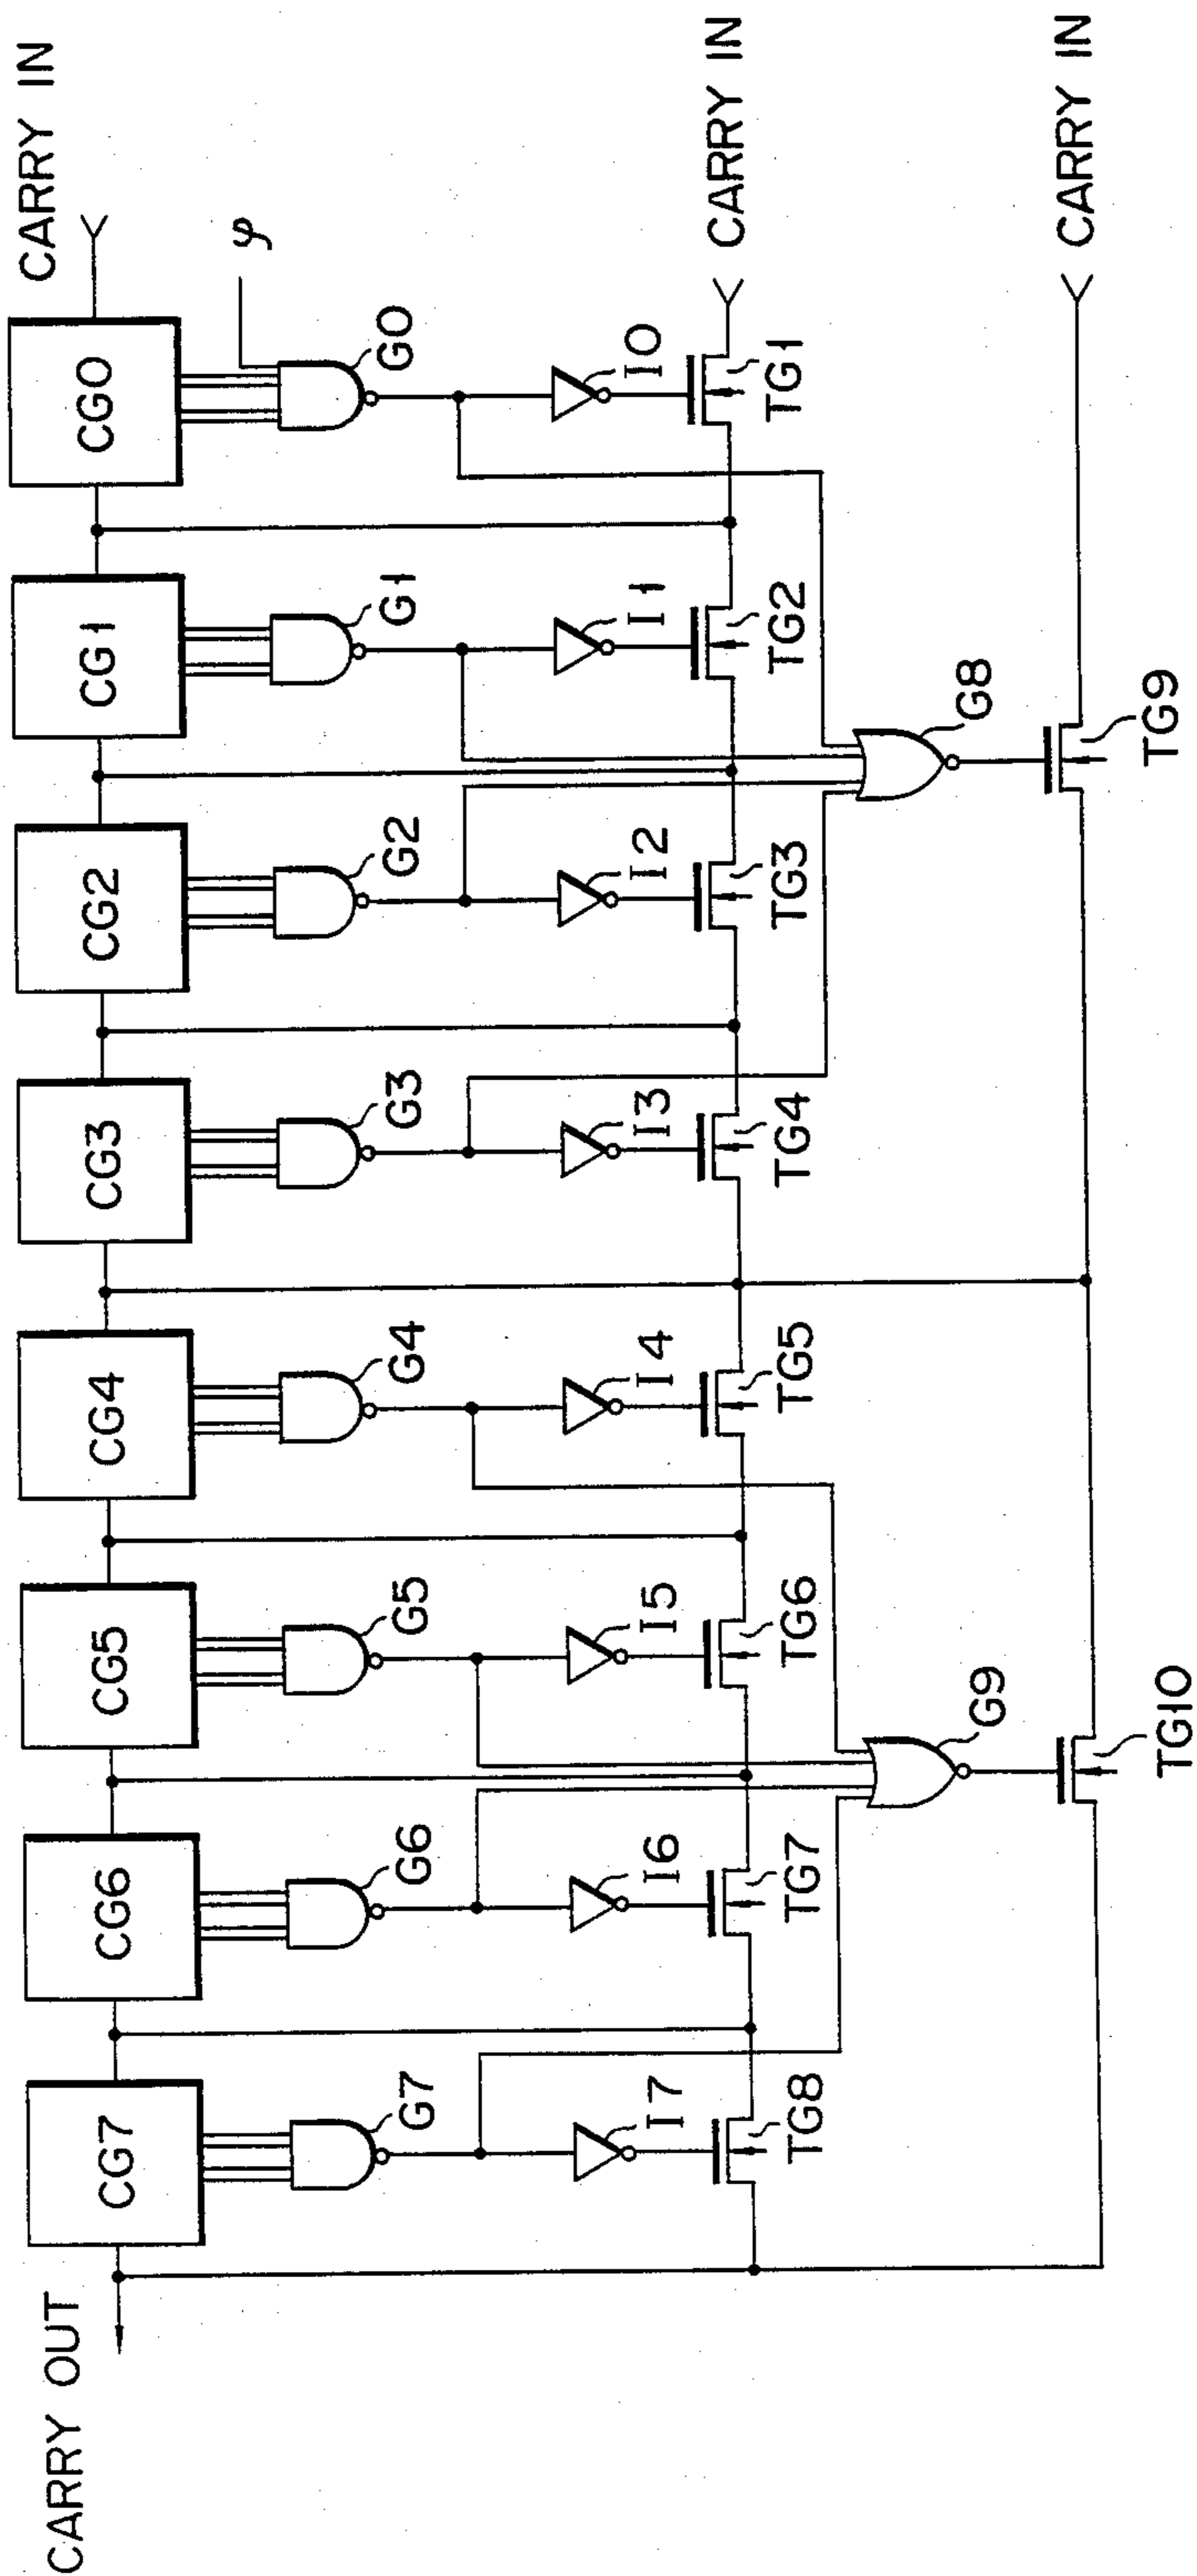 CARRY IN
CG0
φ
G0
I0
TG1
CARRY IN
CG1
G1
I1
TG2
CG2
G2
I2
TG3
G8
TG9
CARRY IN
CG3
G3
I3
TG4
CG4
G4
I4
TG5
CG5
G5
I5
TG6
CG6
G6
I6
TG7
G9
TG10
CG7
G7
I7
TG8
CARRY OUT